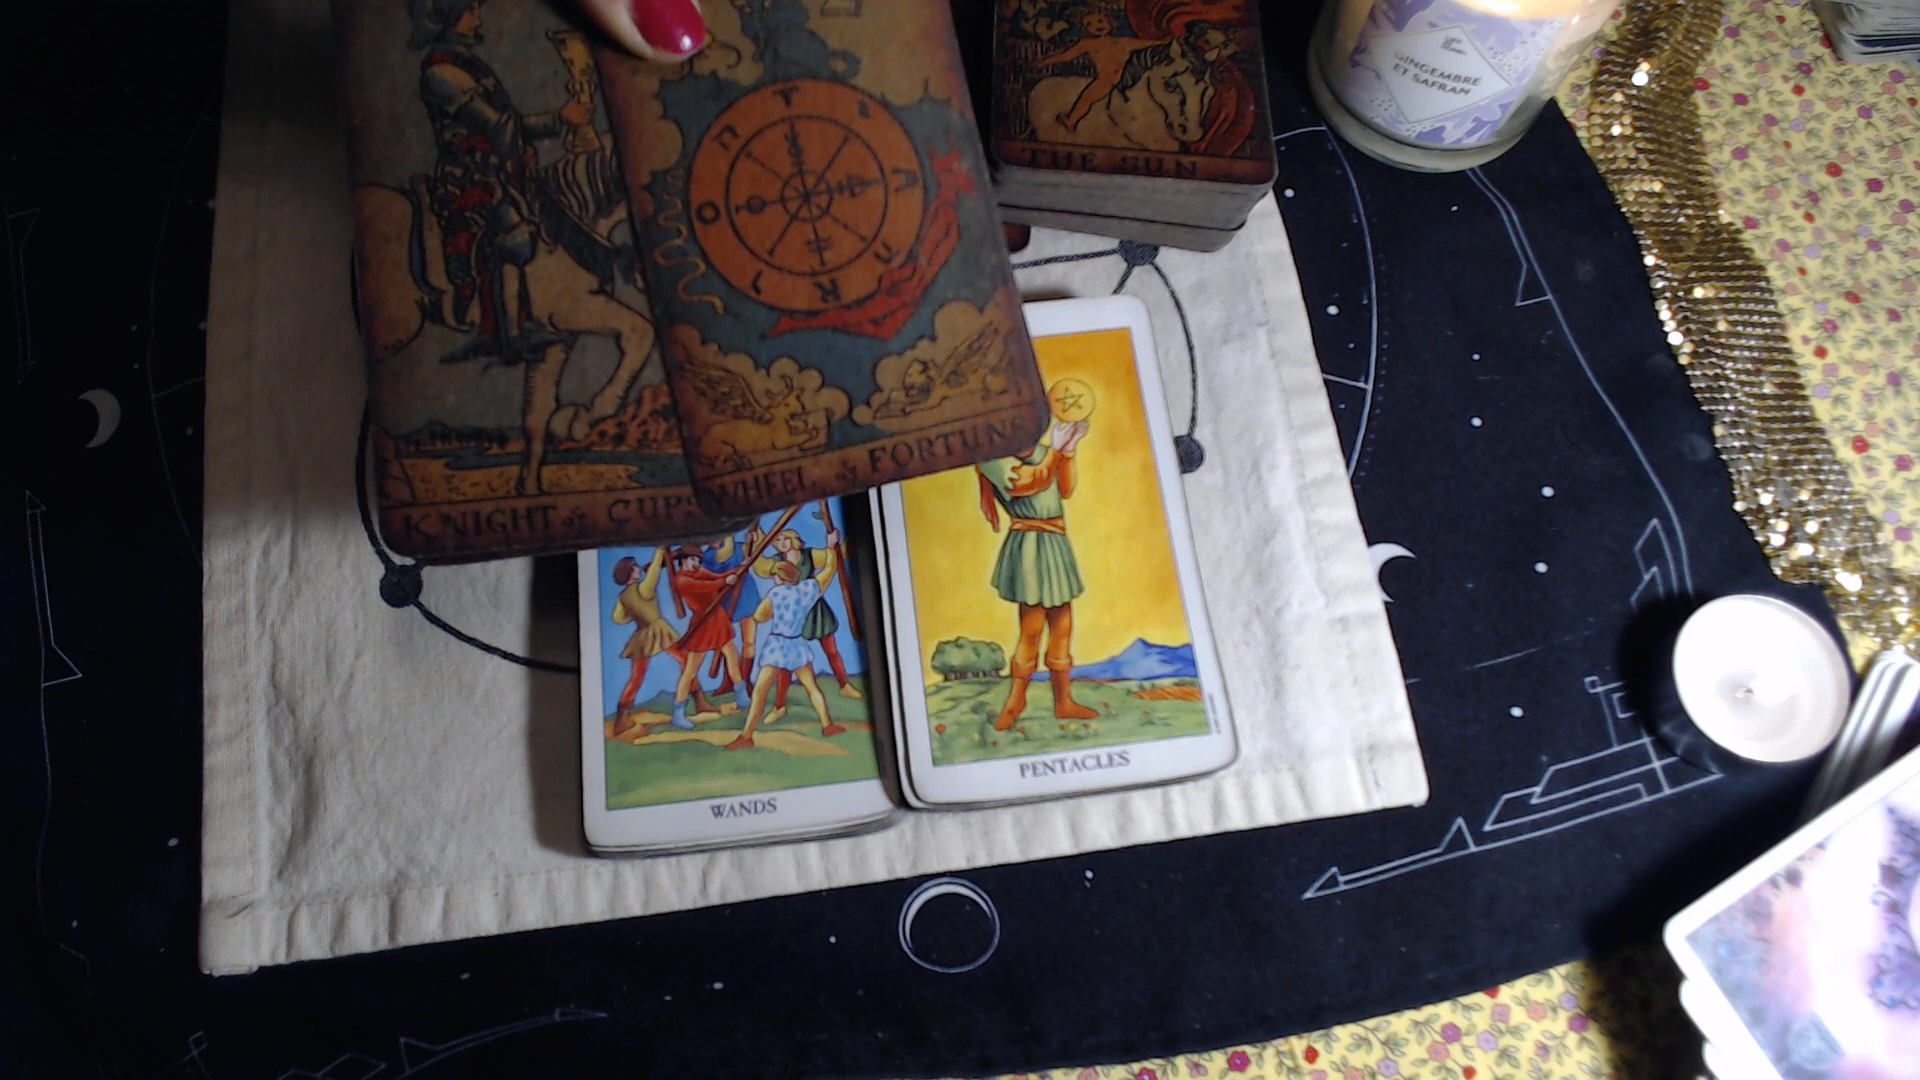 KNIGHT of CUPS
WHEEL of FORTUNE
T
A
R
O
THE SUN
GINGEMBRE
ET SAFRAN
WANDS
PENTACLES